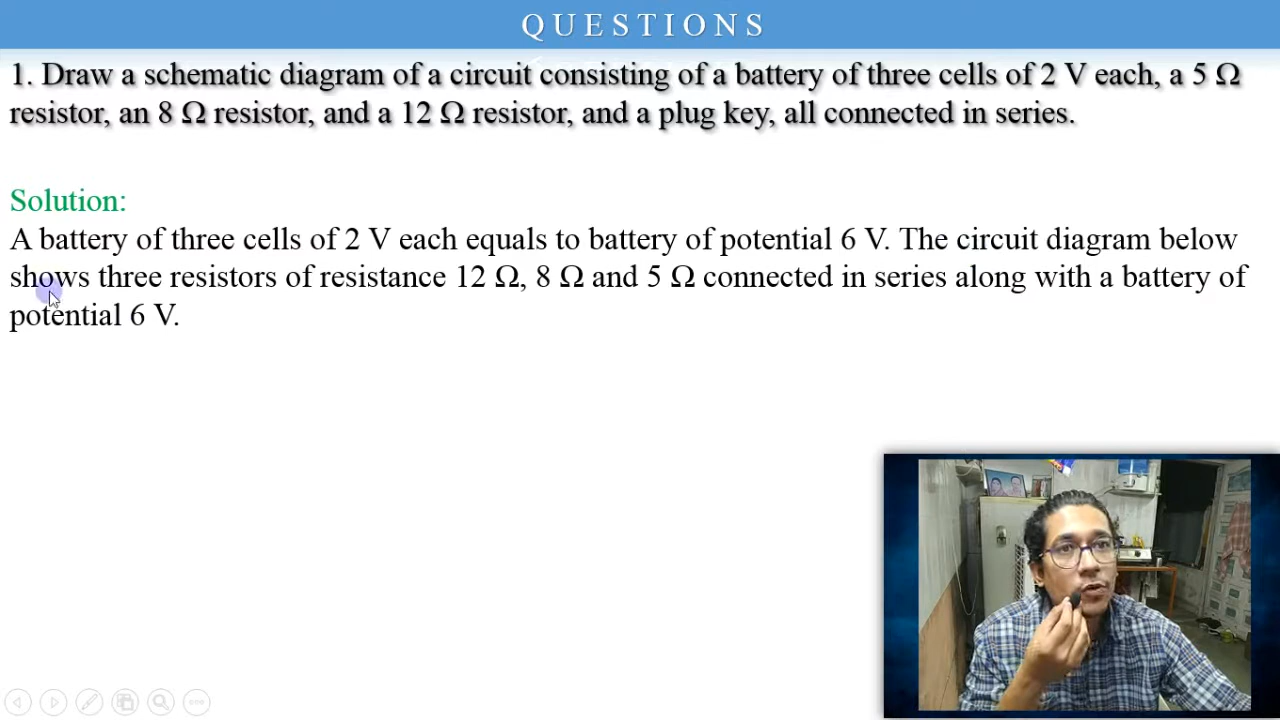 QUESTIONS
1. Draw a schematic diagram of a circuit consisting of a battery of three cells of 2 V each, a 5 Ω
resistor, an 8 Ω resistor, and a 12 Ω resistor, and a plug key, all connected in series.
Solution:
A battery of three cells of 2 V each equals to battery of potential 6 V. The circuit diagram below
shows three resistors of resistance 12 Ω, 8 Ω and 5 Ω connected in series along with a battery of
potential 6 V.